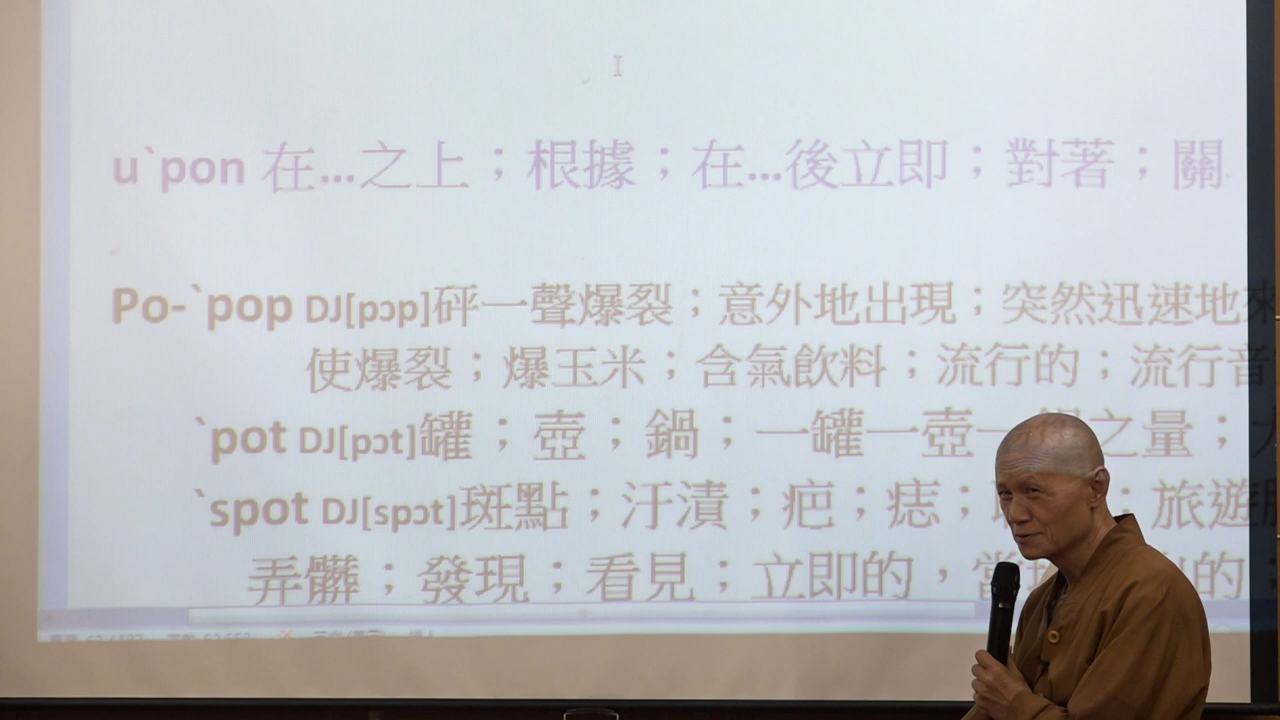 u`pon 在...之上；根據；在...後立即；對著；關
Po-`pop DJ[pɔp]砰一聲爆裂；意外地出現；突然迅速地來
使爆裂；爆玉米；含氣飲料；流行的；流行音
`pot DJ[pɔt]罐；壺；鍋；一罐一壺一鍋之量；
`spot DJ[spɔt]斑點；汙漬；疤；痣；旅遊
弄髒；發現；看見；立即的，當 的